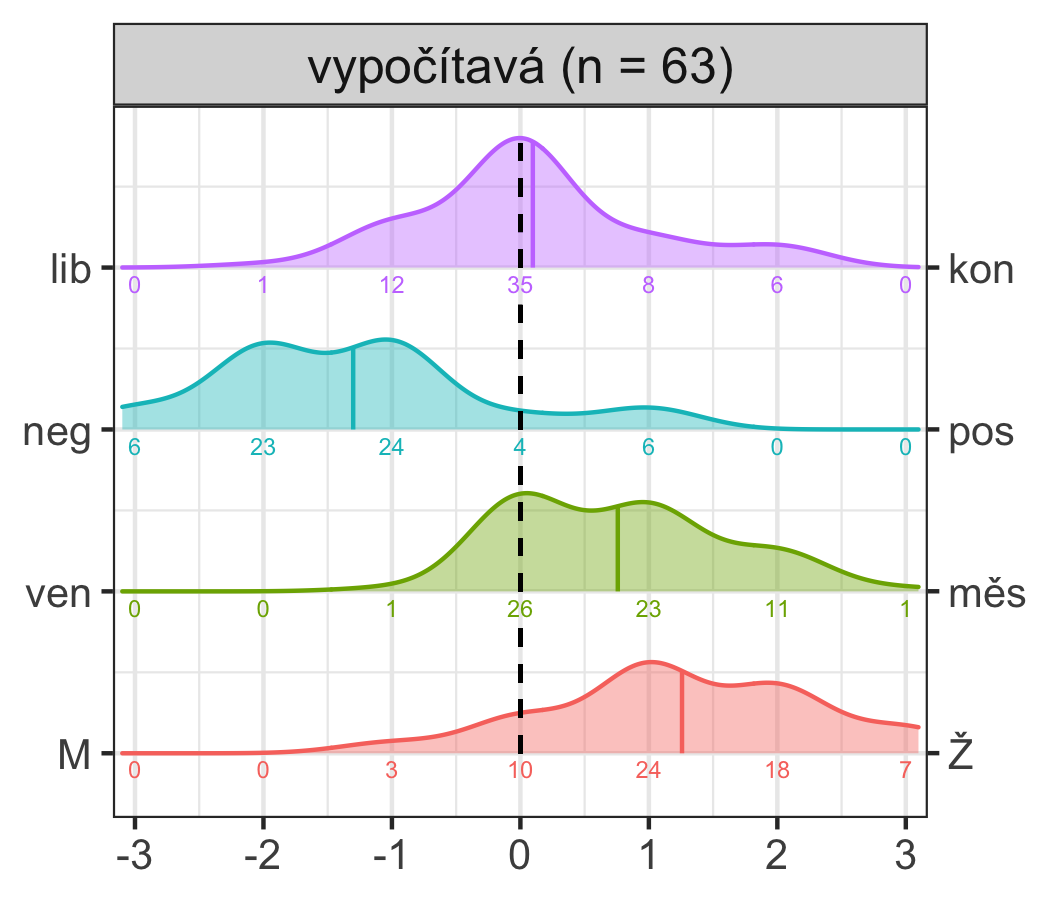 vypočítavá (n = 63)
lib kon
0 1 12 35 8 6 0
neg pos
6 23 24 4 6 0 0
ven měs
0 0 1 26 23 11 1
M Ž
0 0 3 10 24 18 7
-3 -2 -1 0 1 2 3